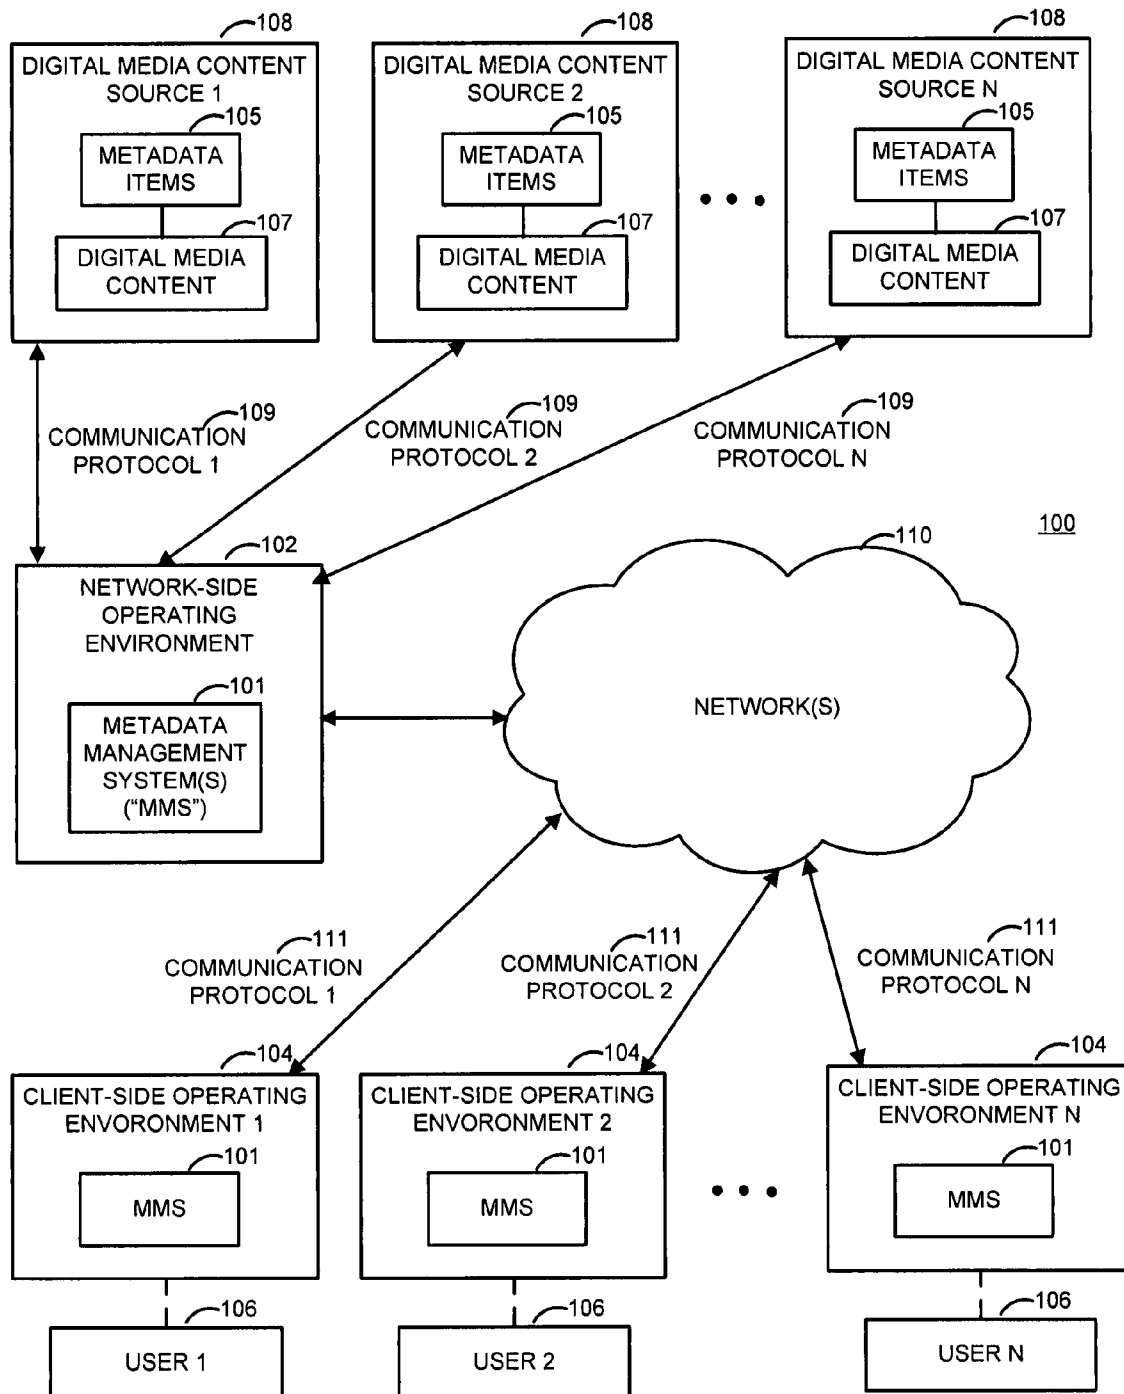 108
DIGITAL MEDIA CONTENT
SOURCE 1
105
METADATA
ITEMS
107
DIGITAL MEDIA
CONTENT
108
DIGITAL MEDIA CONTENT
SOURCE 2
105
METADATA
ITEMS
107
DIGITAL MEDIA
CONTENT
108
DIGITAL MEDIA CONTENT
SOURCE N
105
METADATA
ITEMS
107
DIGITAL MEDIA
CONTENT
109
COMMUNICATION
PROTOCOL 1
109
COMMUNICATION
PROTOCOL 2
109
COMMUNICATION
PROTOCOL N
100
102
NETWORK-SIDE
OPERATING
ENVIRONMENT
101
METADATA
MANAGEMENT
SYSTEM(S)
(“MMS”)
110
NETWORK(S)
111
COMMUNICATION
PROTOCOL 1
111
COMMUNICATION
PROTOCOL 2
111
COMMUNICATION
PROTOCOL N
104
CLIENT-SIDE OPERATING
ENVORONMENT 1
101
MMS
104
CLIENT-SIDE OPERATING
ENVORONMENT 2
101
MMS
104
CLIENT-SIDE OPERATING
ENVORONMENT N
101
MMS
106
USER 1
106
USER 2
106
USER N